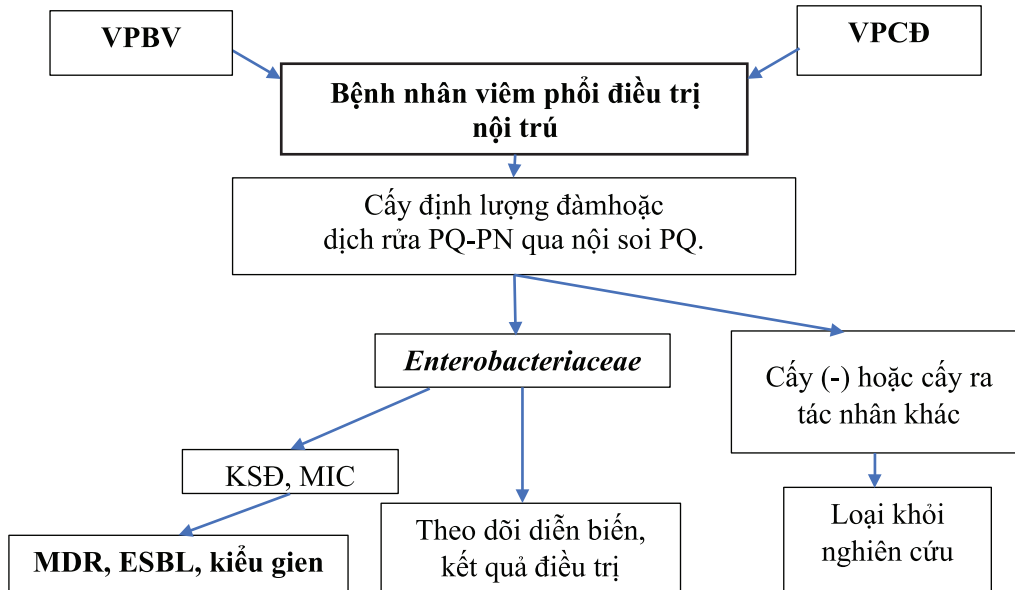 VPBV
VPCĐ
Bệnh nhân viêm phổi điều trị
nội trú
Cấy định lượng đàmhoặc
dịch rửa PQ-PN qua nội soi PQ.
Enterobacteriaceae
Cấy (-) hoặc cấy ra
tác nhân khác
KSĐ, MIC
Theo dõi diễn biến,
kết quả điều trị
Loại khỏi
nghiên cứu
MDR, ESBL, kiểu gien